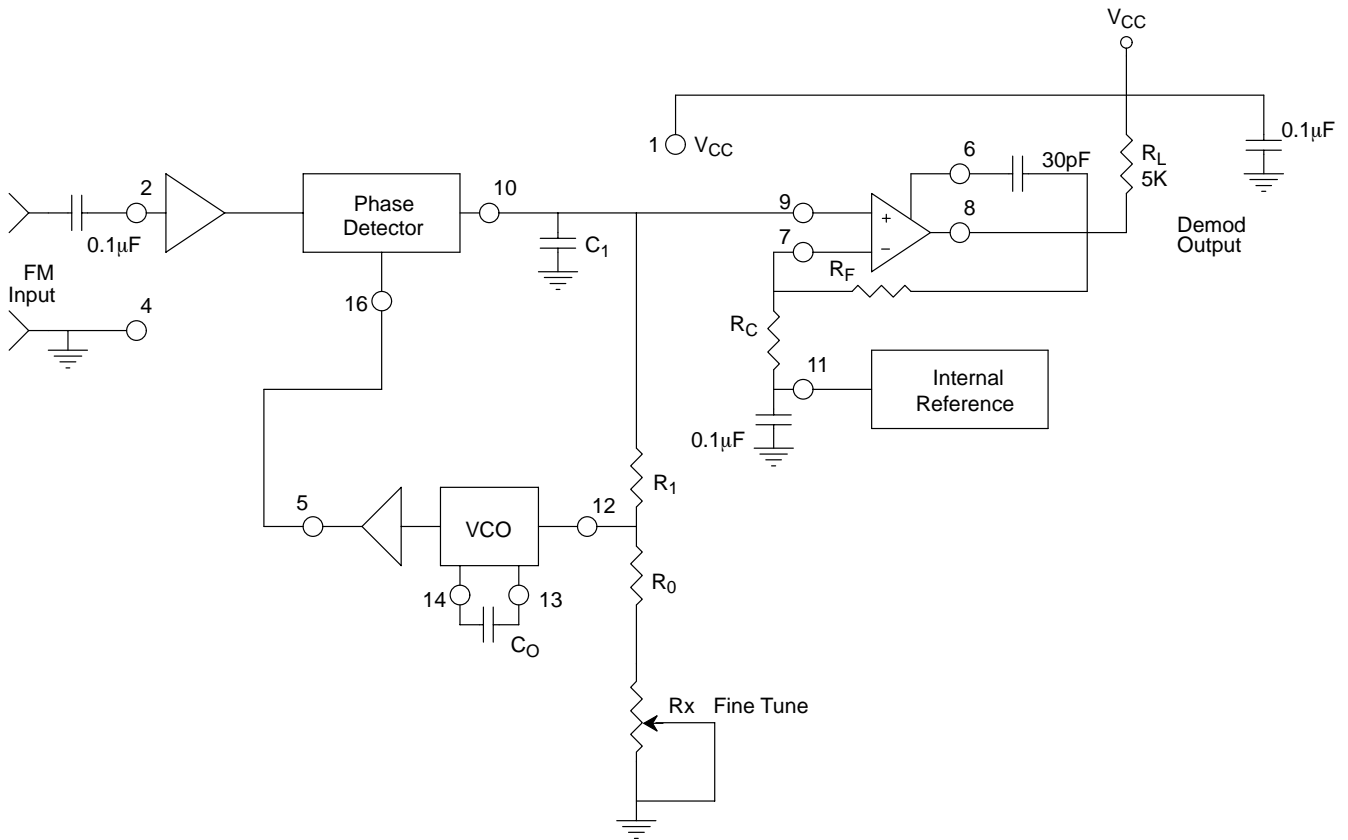 VCC
1 VCC
0.1µF
6
30pF
RL
5K
2
10
9
8
Phase
Detector
+
0.1µF
C1
7
−
Demod
Output
FM
Input
RF
16
4
RC
11
Internal
Reference
0.1µF
R1
5
12
VCO
R0
14
13
CO
Rx Fine Tune